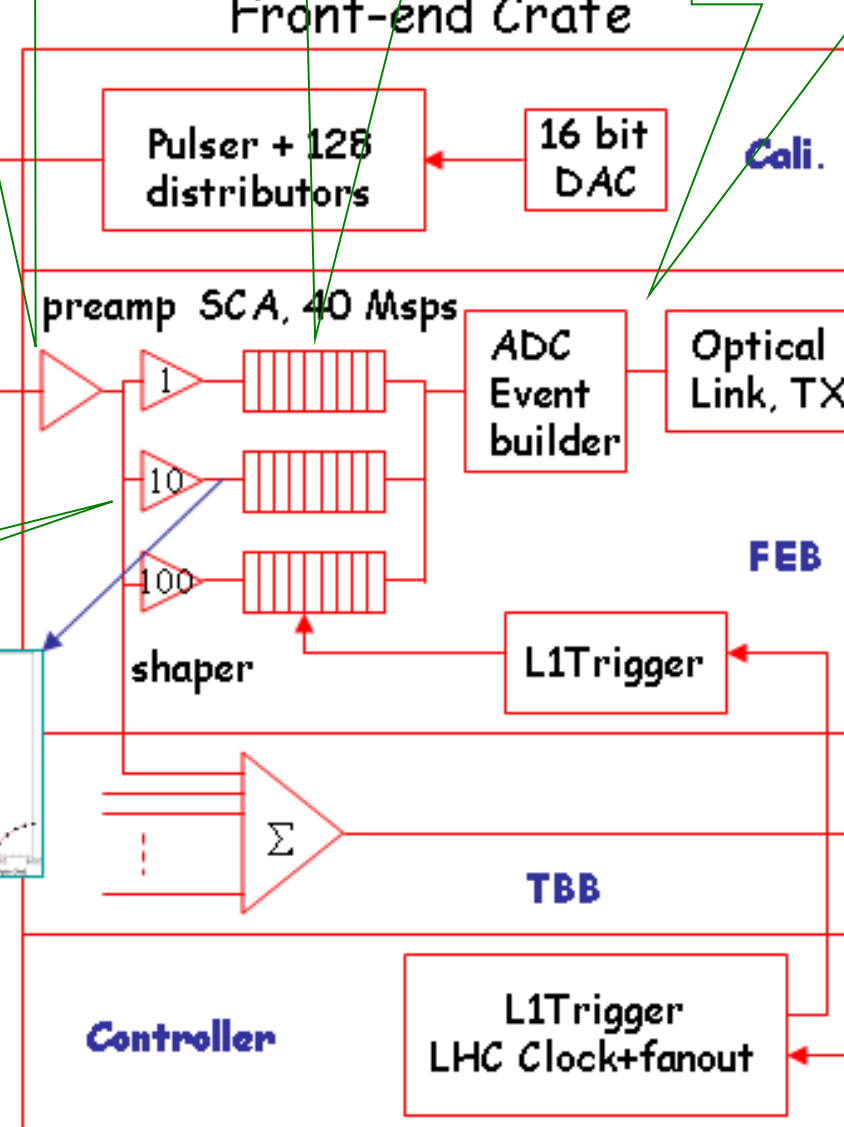 Front-end Crate
Pulser + 128
distributors
16 bit
DAC
Cali.
preamp SCA, 40 Msps
ADC
Event
builder
Optical
Link, TX
1
10
100
FEB
shaper
L1Trigger
Σ
TBB
Controller
L1Trigger
LHC Clock+fanout